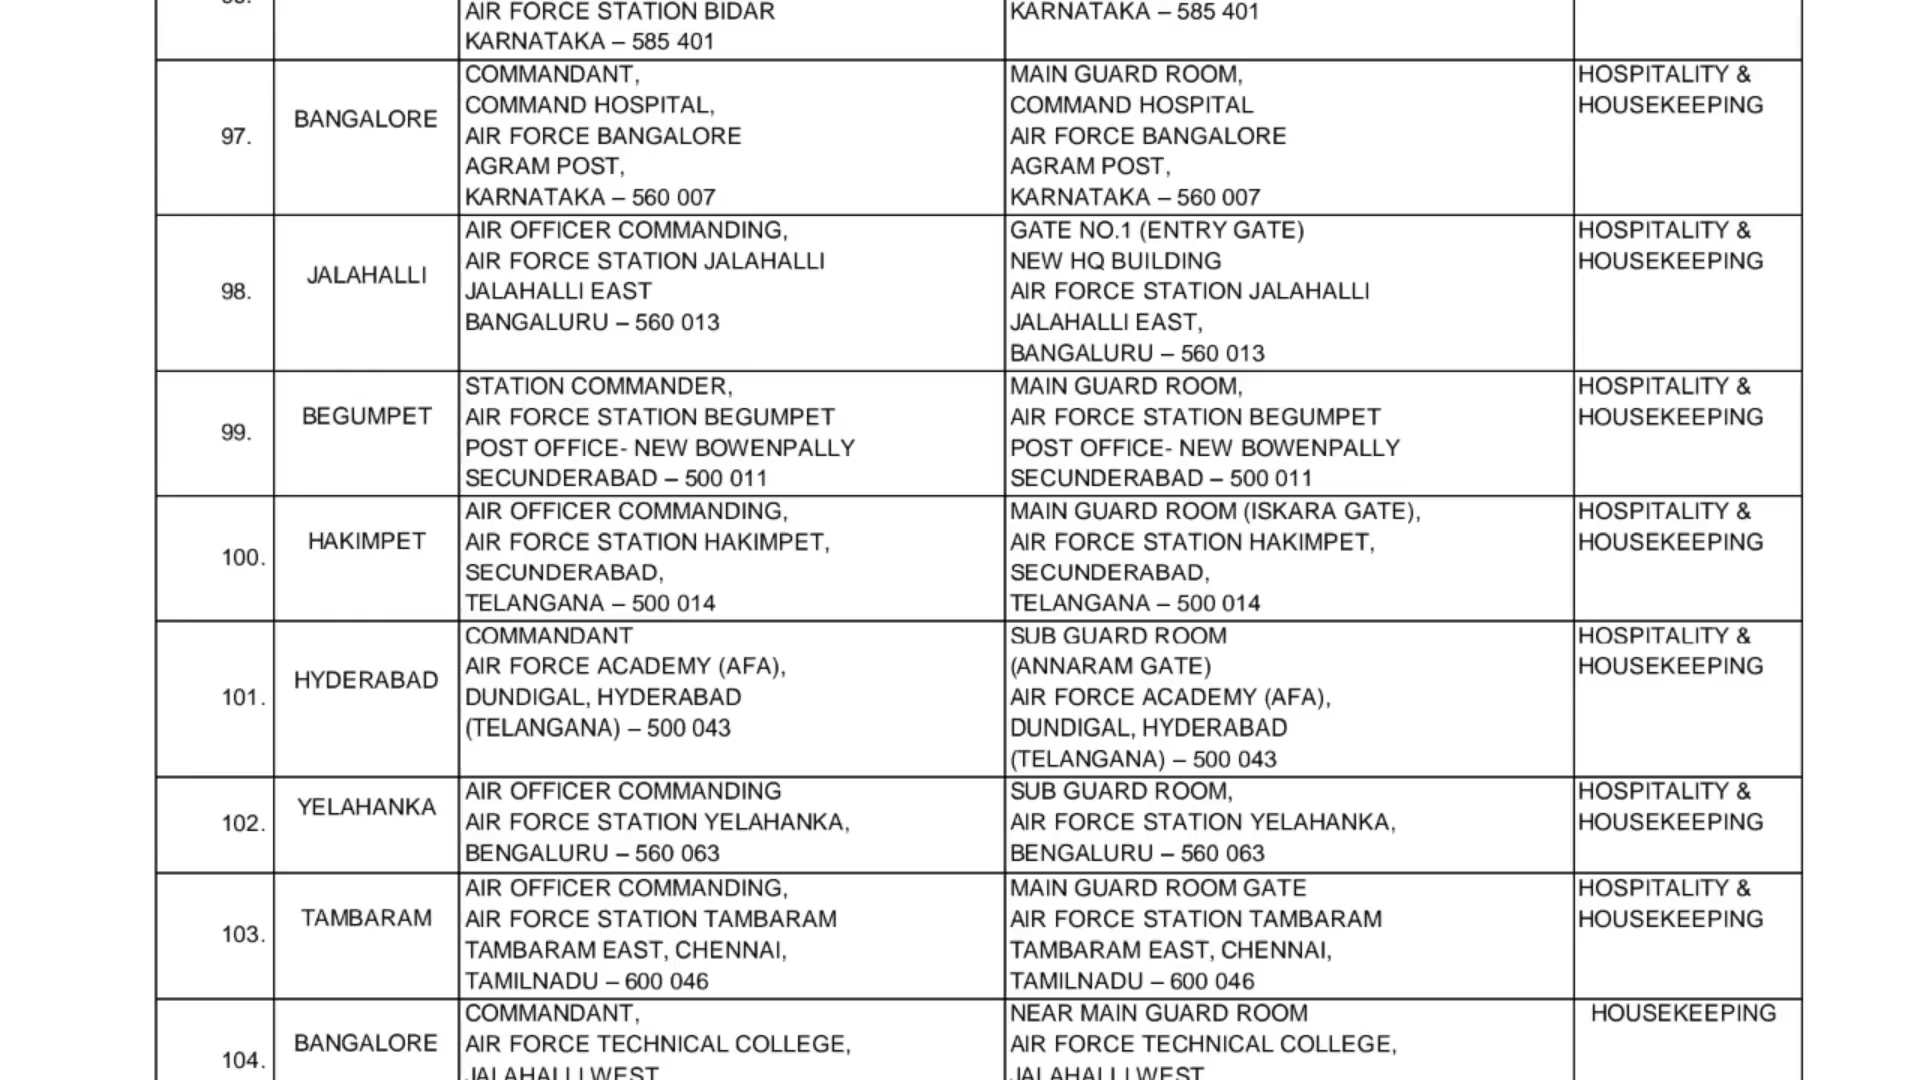 AIR FORCE STATION BIDAR
KARNATAKA – 585 401
KARNATAKA – 585 401
97.
BANGALORE
COMMANDANT,
COMMAND HOSPITAL,
AIR FORCE BANGALORE
AGRAM POST,
KARNATAKA – 560 007
MAIN GUARD ROOM,
COMMAND HOSPITAL
AIR FORCE BANGALORE
AGRAM POST,
KARNATAKA – 560 007
HOSPITALITY &
HOUSEKEEPING
98.
JALAHALLI
AIR OFFICER COMMANDING,
AIR FORCE STATION JALAHALLI
JALAHALLI EAST
BANGALURU – 560 013
GATE NO.1 (ENTRY GATE)
NEW HQ BUILDING
AIR FORCE STATION JALAHALLI
JALAHALLI EAST,
BANGALURU – 560 013
HOSPITALITY &
HOUSEKEEPING
99.
BEGUMPET
STATION COMMANDER,
AIR FORCE STATION BEGUMPET
POST OFFICE- NEW BOWENPALLY
SECUNDERABAD – 500 011
MAIN GUARD ROOM,
AIR FORCE STATION BEGUMPET
POST OFFICE- NEW BOWENPALLY
SECUNDERABAD – 500 011
HOSPITALITY &
HOUSEKEEPING
100.
HAKIMPET
AIR OFFICER COMMANDING,
AIR FORCE STATION HAKIMPET,
SECUNDERABAD,
TELANGANA – 500 014
MAIN GUARD ROOM (ISKARA GATE),
AIR FORCE STATION HAKIMPET,
SECUNDERABAD,
TELANGANA – 500 014
HOSPITALITY &
HOUSEKEEPING
101.
HYDERABAD
COMMANDANT
AIR FORCE ACADEMY (AFA),
DUNDIGAL, HYDERABAD
(TELANGANA) – 500 043
SUB GUARD ROOM
(ANNARAM GATE)
AIR FORCE ACADEMY (AFA),
DUNDIGAL, HYDERABAD
(TELANGANA) – 500 043
HOSPITALITY &
HOUSEKEEPING
102.
YELAHANKA
AIR OFFICER COMMANDING
AIR FORCE STATION YELAHANKA,
BENGALURU – 560 063
SUB GUARD ROOM,
AIR FORCE STATION YELAHANKA,
BENGALURU – 560 063
HOSPITALITY &
HOUSEKEEPING
103.
TAMBARAM
AIR OFFICER COMMANDING,
AIR FORCE STATION TAMBARAM
TAMBARAM EAST, CHENNAI,
TAMILNADU – 600 046
MAIN GUARD ROOM GATE
AIR FORCE STATION TAMBARAM
TAMBARAM EAST, CHENNAI,
TAMILNADU – 600 046
HOSPITALITY &
HOUSEKEEPING
104.
BANGALORE
COMMANDANT,
AIR FORCE TECHNICAL COLLEGE,
JALAHALLI WEST
NEAR MAIN GUARD ROOM
AIR FORCE TECHNICAL COLLEGE,
JALAHALLI WEST
HOUSEKEEPING